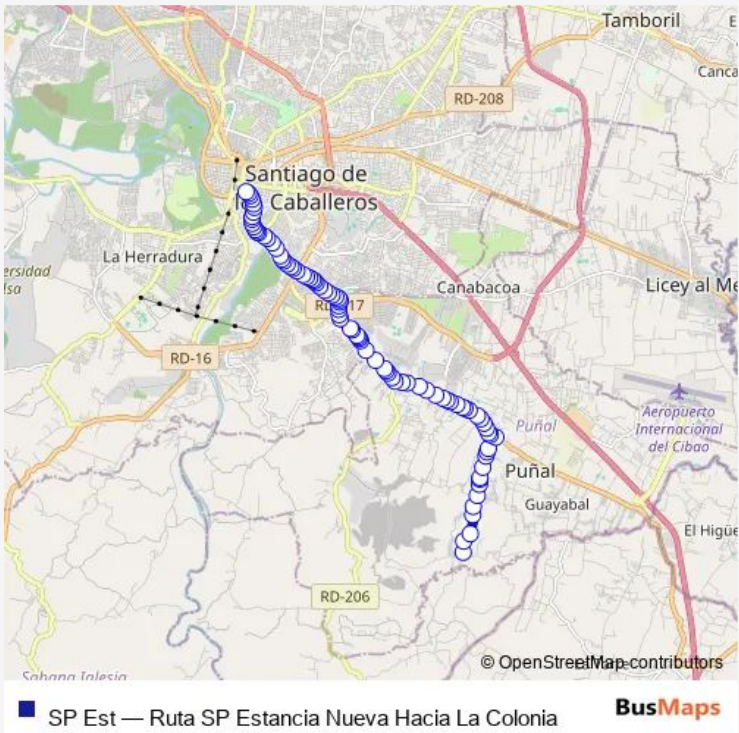 Tamboril
Canca
RD-208
Santiago de
Caballeros
La Herradura
ersidad
lsa
Canabacoa
Licey al Me
RD-16
Aeropuerto
Internacional
del Cibao
Puñal
Puñal
Guayabal
El Higüe
RD-206
© OpenStreetMap contributors
Sabana Iglesia
SP Est — Ruta SP Estancia Nueva Hacia La Colonia
BusMaps